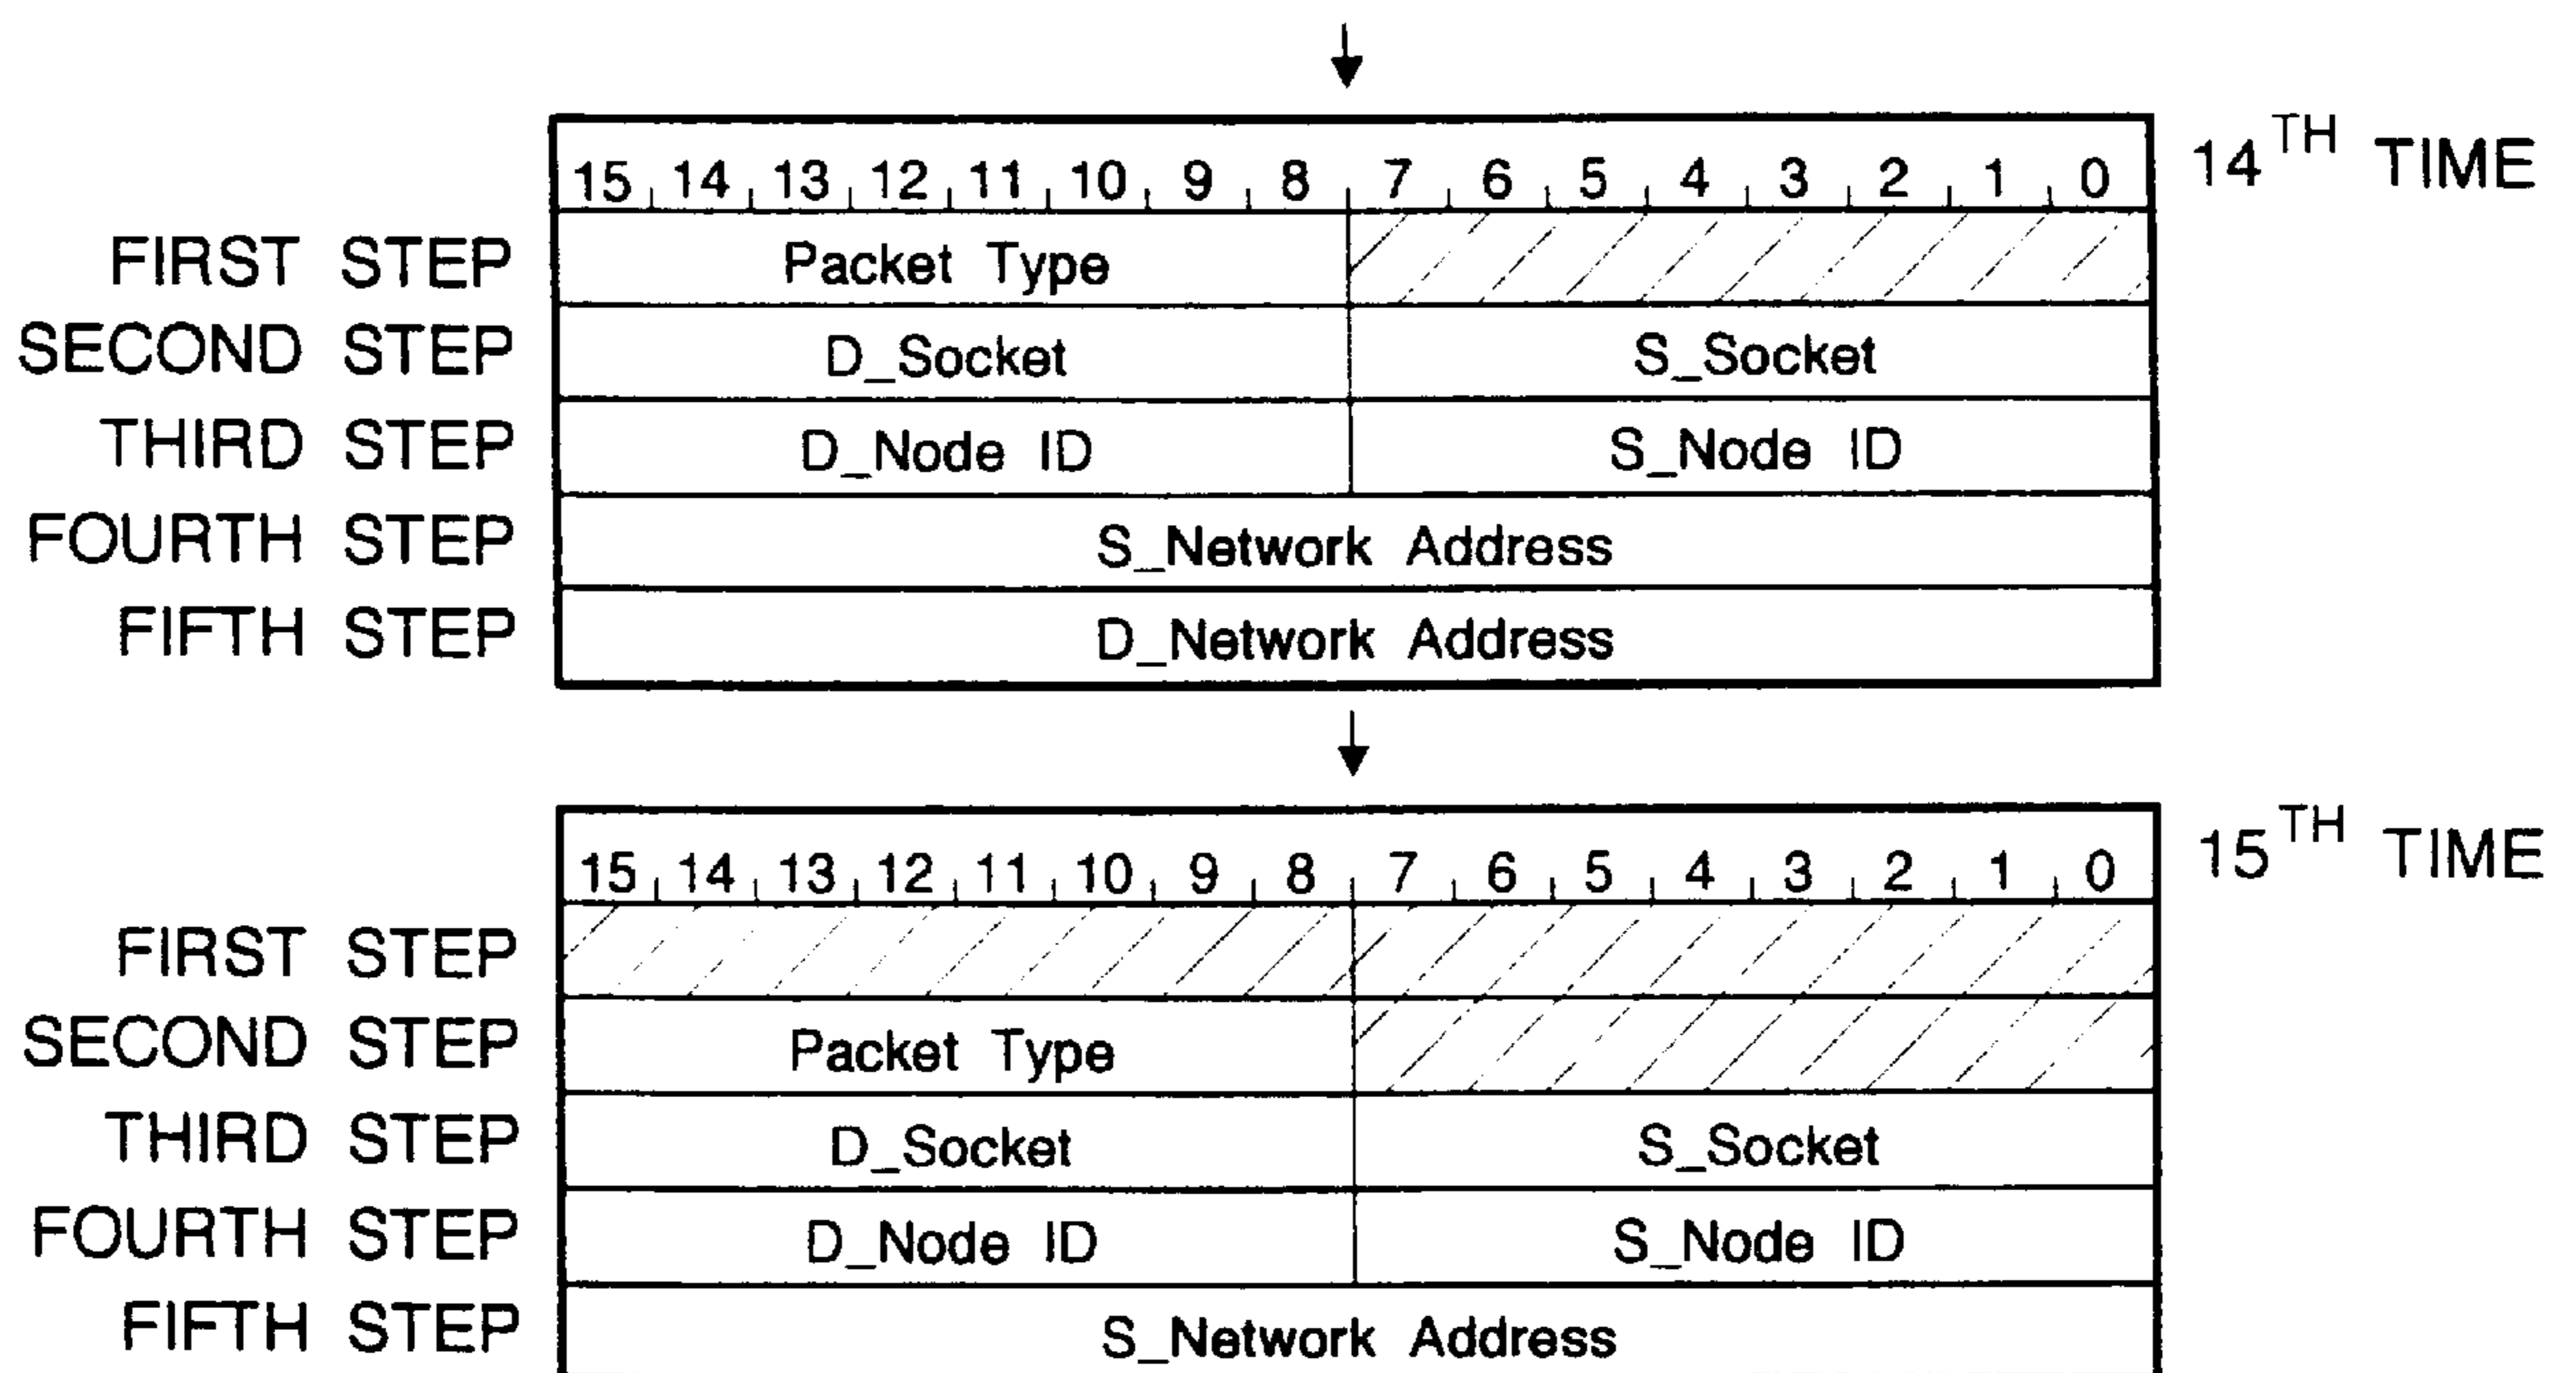 15 14 13 12 11 10 9 8 7 6 5 4 3 2 1 0 14TH TIME
FIRST STEP Packet Type
SECOND STEP D_Socket S_Socket
THIRD STEP D_Node ID S_Node ID
FOURTH STEP S_Network Address
FIFTH STEP D_Network Address
15 14 13 12 11 10 9 8 7 6 5 4 3 2 1 0 15TH TIME
FIRST STEP
SECOND STEP Packet Type
THIRD STEP D_Socket S_Socket
FOURTH STEP D_Node ID S_Node ID
FIFTH STEP S_Network Address